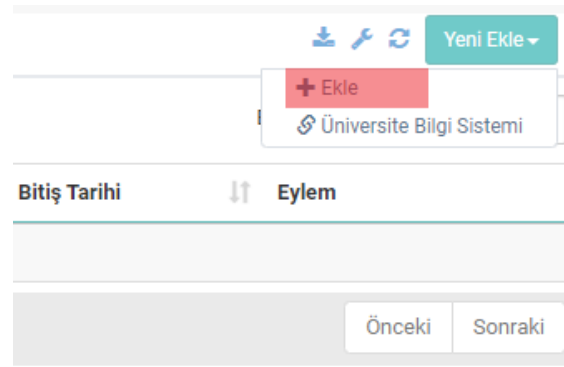 Yeni Ekle
Ekle
Üniversite Bilgi Sistemi
Bitiş Tarihi Eylem
Önceki Sonraki